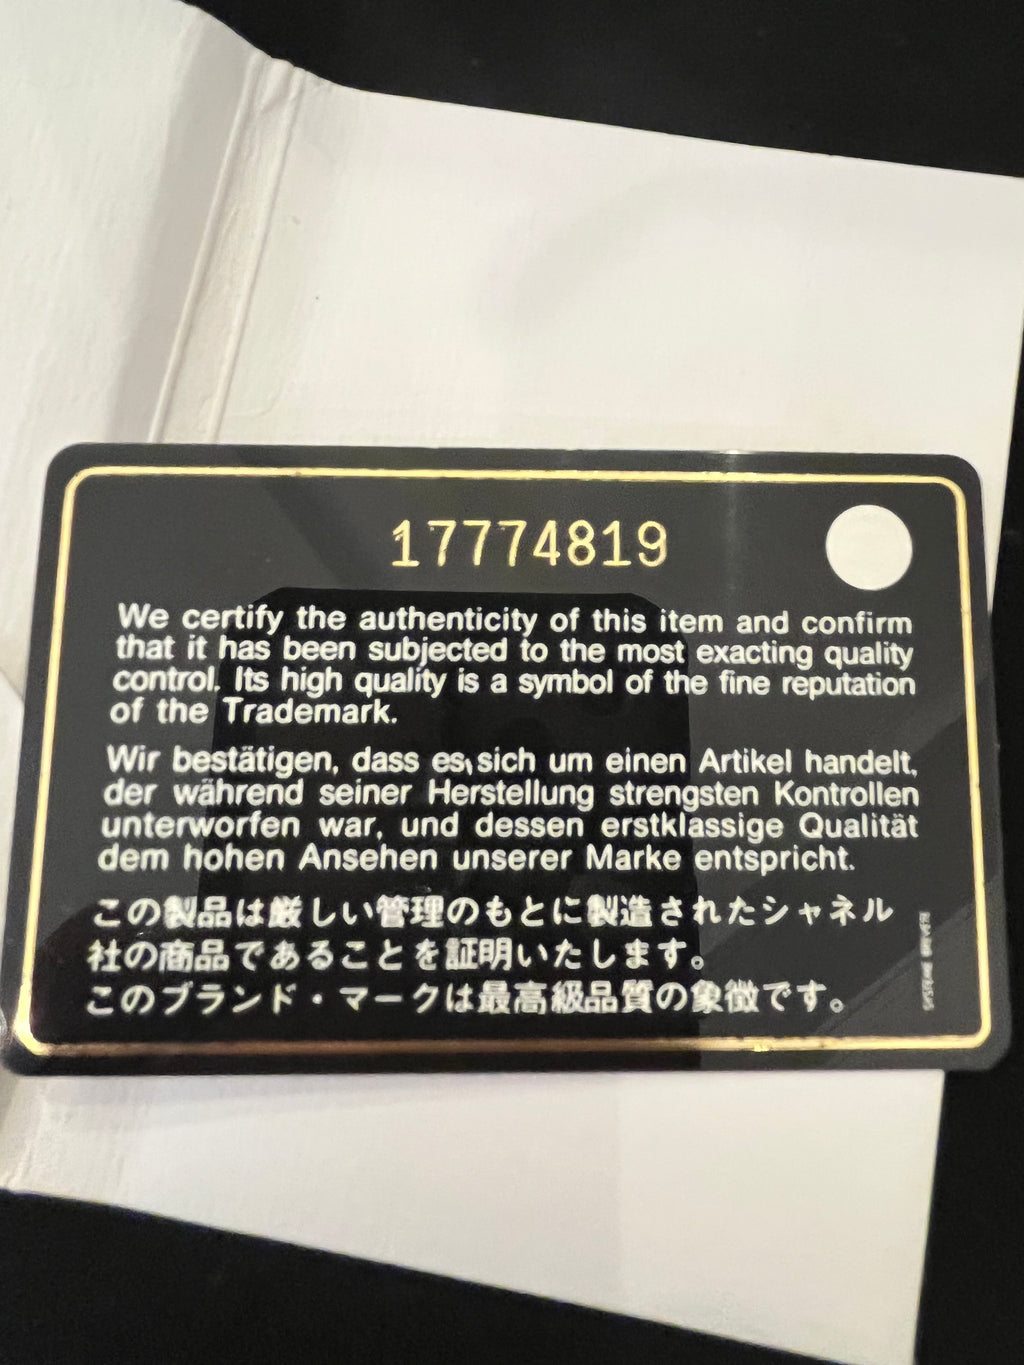 17774819
We certify the authenticity of this item and confirm
that it has been subjected to the most exacting quality
control. Its high quality is a symbol of the fine reputation
of the Trademark.
Wir bestätigen, dass es sich um einen Artikel handelt,
der während seiner Herstellung strengsten Kontrollen
unterworfen war, und dessen erstklassige Qualität
dem hohen Ansehen unserer Marke entspricht.
この製品は厳しい管理のもとに製造されたシャネル
社の商品であることを証明いたします。
このブランド・マークは最高級品質の象徴です。